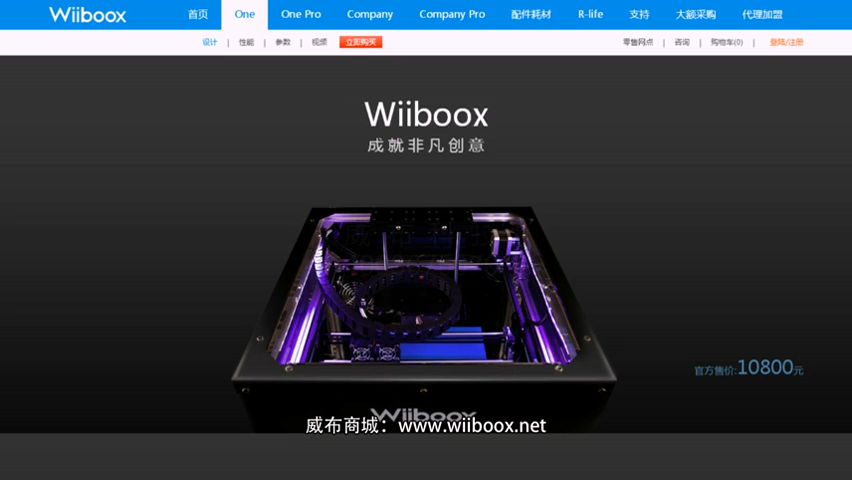 Wiiboox 首页 One One Pro Company Company Pro 配件耗材 R-life 支持 大额采购 代理加盟
设计 | 性能 | 参数 | 视频 立即购买 零售网点 | 咨询 | 购物车(0) | 登陆/注册
Wiiboox
成就非凡创意
官方售价:10800元
Wiiboox
威布商城：www.wiiboox.net